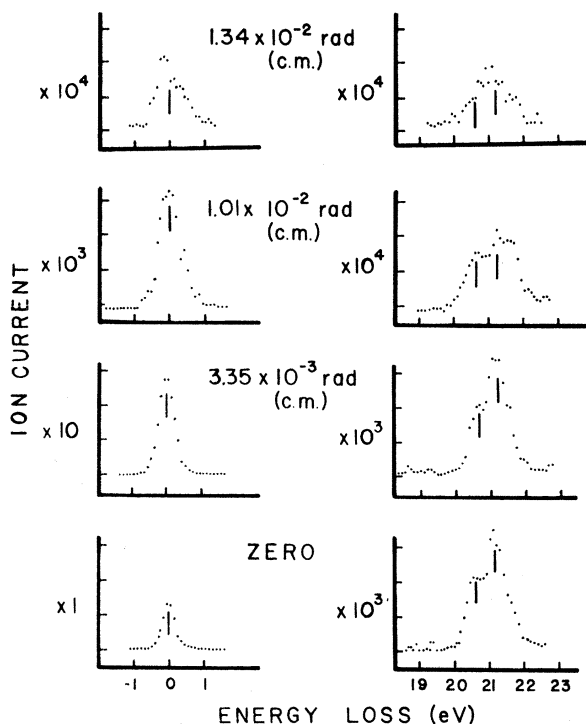 1.34 x 10⁻² rad
(c.m.)
x 10⁴
x 10⁴
1.01 x 10⁻² rad
(c.m.)
x 10³
x 10⁴
3.35 x 10⁻³ rad
(c.m.)
x 10
x 10³
ZERO
x 1
x 10³
ION CURRENT
-1 0 1
19 20 21 22 23
ENERGY LOSS (eV)